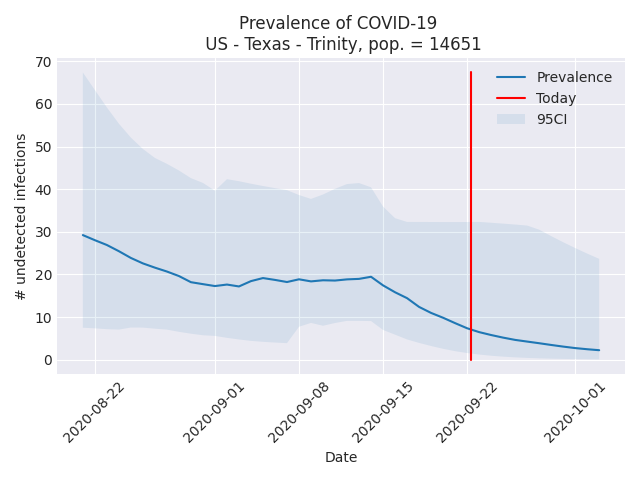 Prevalence of COVID-19
US - Texas - Trinity, pop. = 14651
# undetected infections
70
60
50
40
30
20
10
0
Prevalence
Today
95CI
2020-08-22
2020-09-01
2020-09-08
2020-09-15
2020-09-22
2020-10-01
Date